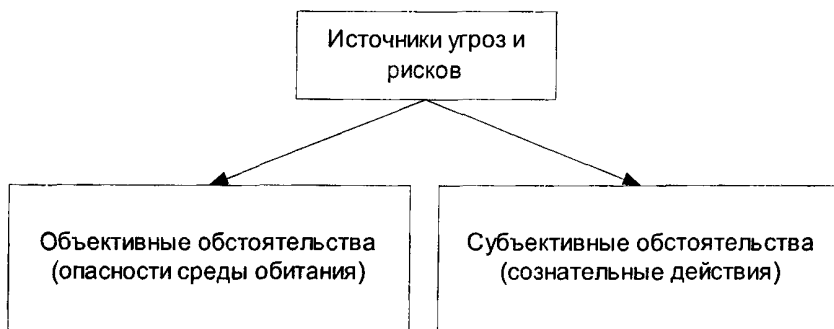 Источники угроз и
рисков
Объективные обстоятельства
(опасности среды обитания)
Субъективные обстоятельства
(сознательные действия)